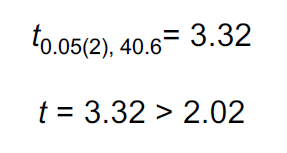 t0.05(2), 40.6= 3.32
t = 3.32 > 2.02